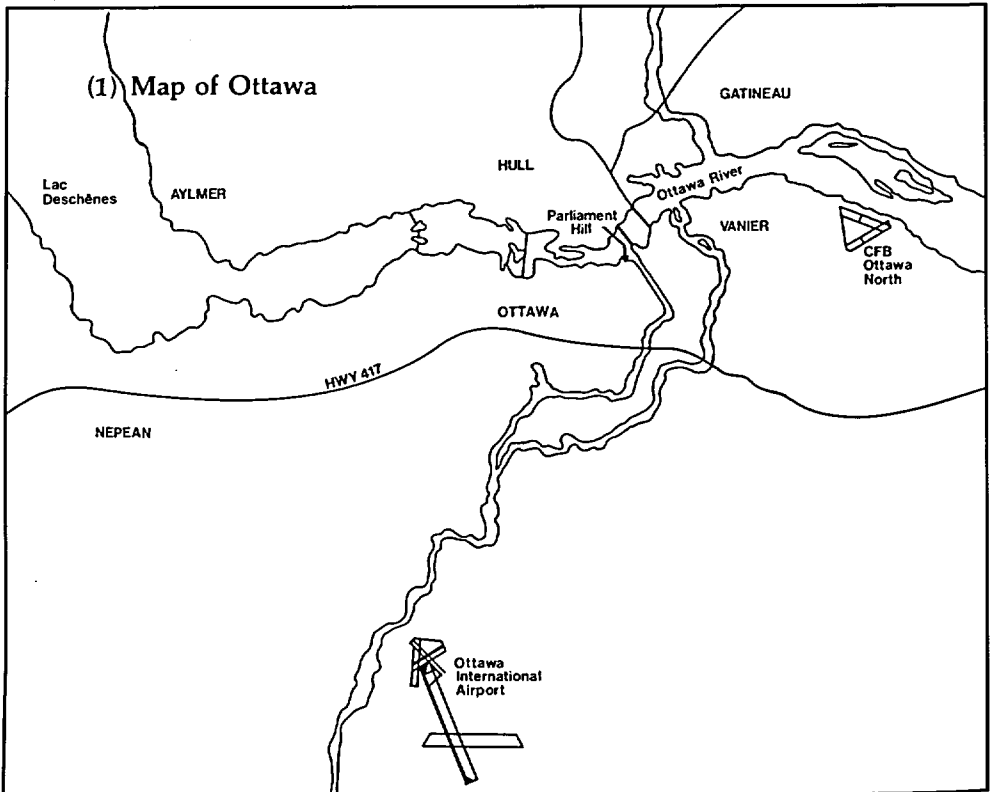 (1) Map of Ottawa
GATINEAU
HULL
Lac
Deschênes
AYLMER
Ottawa River
Parliament
Hill
VANIER
CFB
Ottawa
North
OTTAWA
HWY 417
NEPEAN
Ottawa
International
Airport